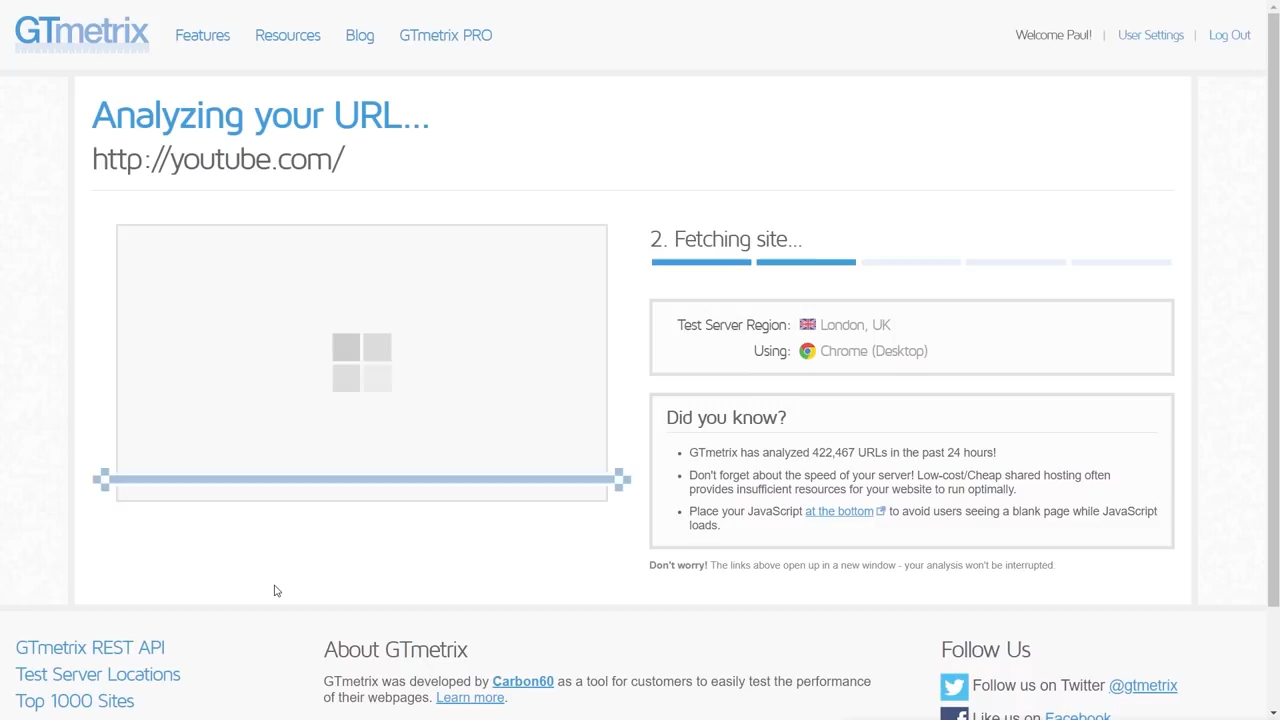 GTmetrix
Features
Resources
Blog
GTmetrix PRO
Welcome Paul!
|
User Settings
|
Log Out
Analyzing your URL...
http://youtube.com/
2. Fetching site...
Test Server Region: London, UK
Using: Chrome (Desktop)
Did you know?
• GTmetrix has analyzed 422,467 URLs in the past 24 hours!
• Don't forget about the speed of your server! Low-cost/Cheap shared hosting often
provides insufficient resources for your website to run optimally.
• Place your JavaScript at the bottom to avoid users seeing a blank page while JavaScript
loads.
Don't worry! The links above open up in a new window - your analysis won't be interrupted.
GTmetrix REST API
Test Server Locations
Top 1000 Sites
About GTmetrix
GTmetrix was developed by Carbon60 as a tool for customers to easily test the performance
of their webpages. Learn more.
Follow Us
Follow us on Twitter @gtmetrix
Like us on Facebook